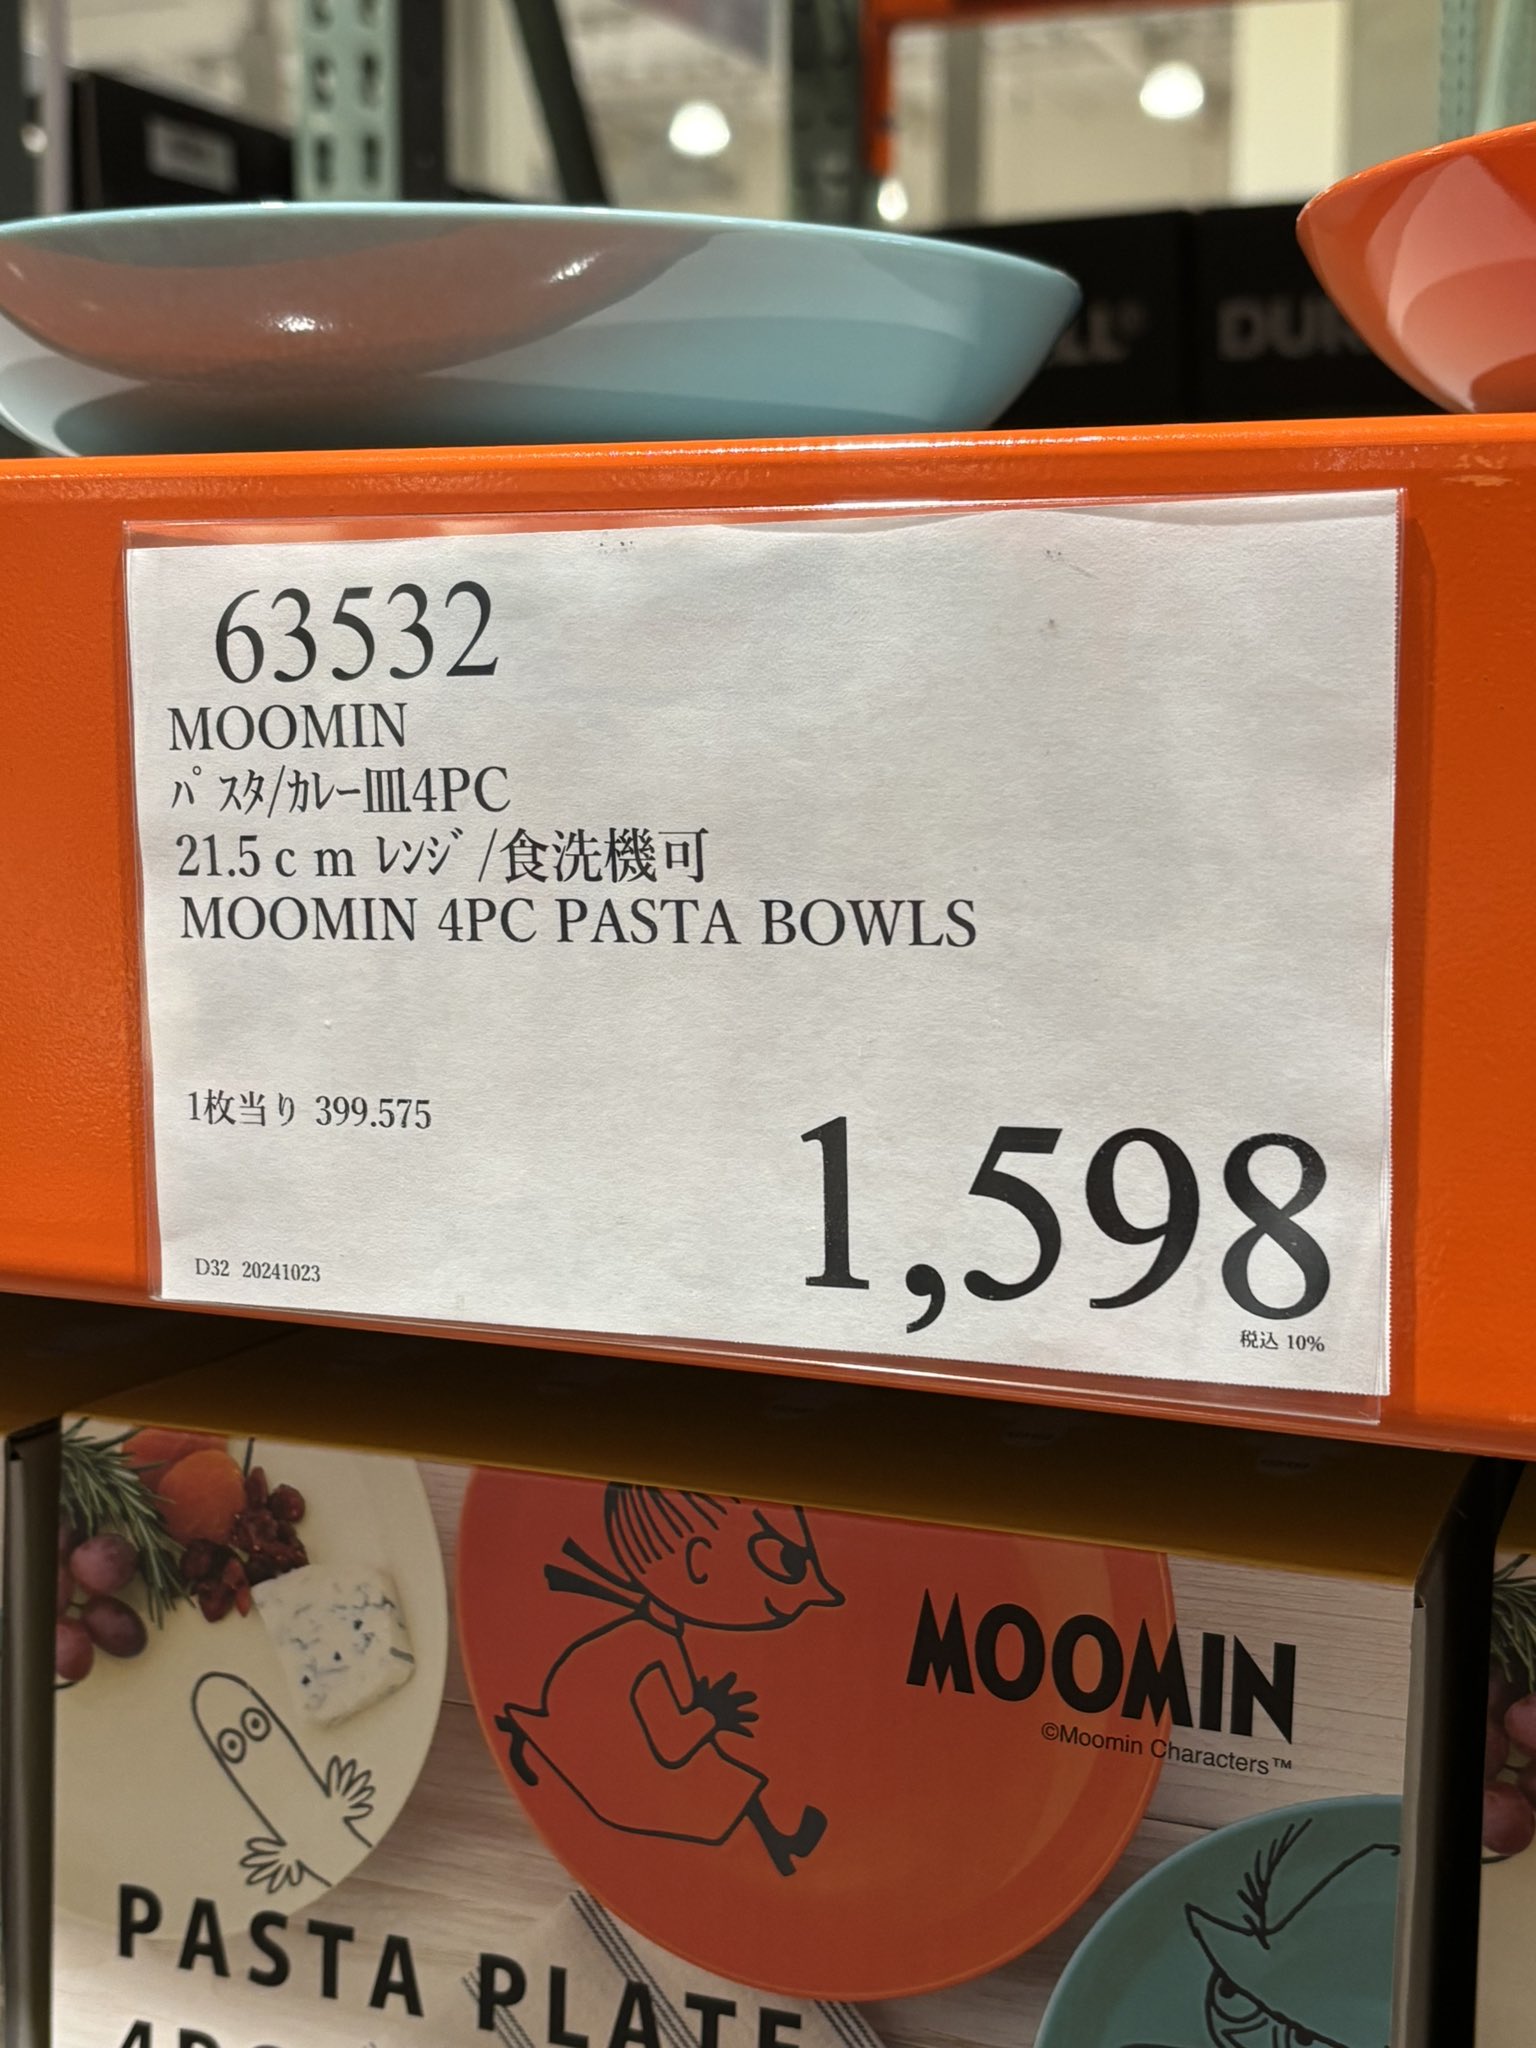 DUR
63532
MOOMIN
ﾊﾟｽﾀ/ｶﾚｰ皿4PC
21.5ｃｍ ﾚﾝｼﾞ/食洗機可
MOOMIN 4PC PASTA BOWLS
1枚当り 399.575
1,598
税込 10%
D32 20241023
MOOMIN
©Moomin Characters™
PASTA PLATE